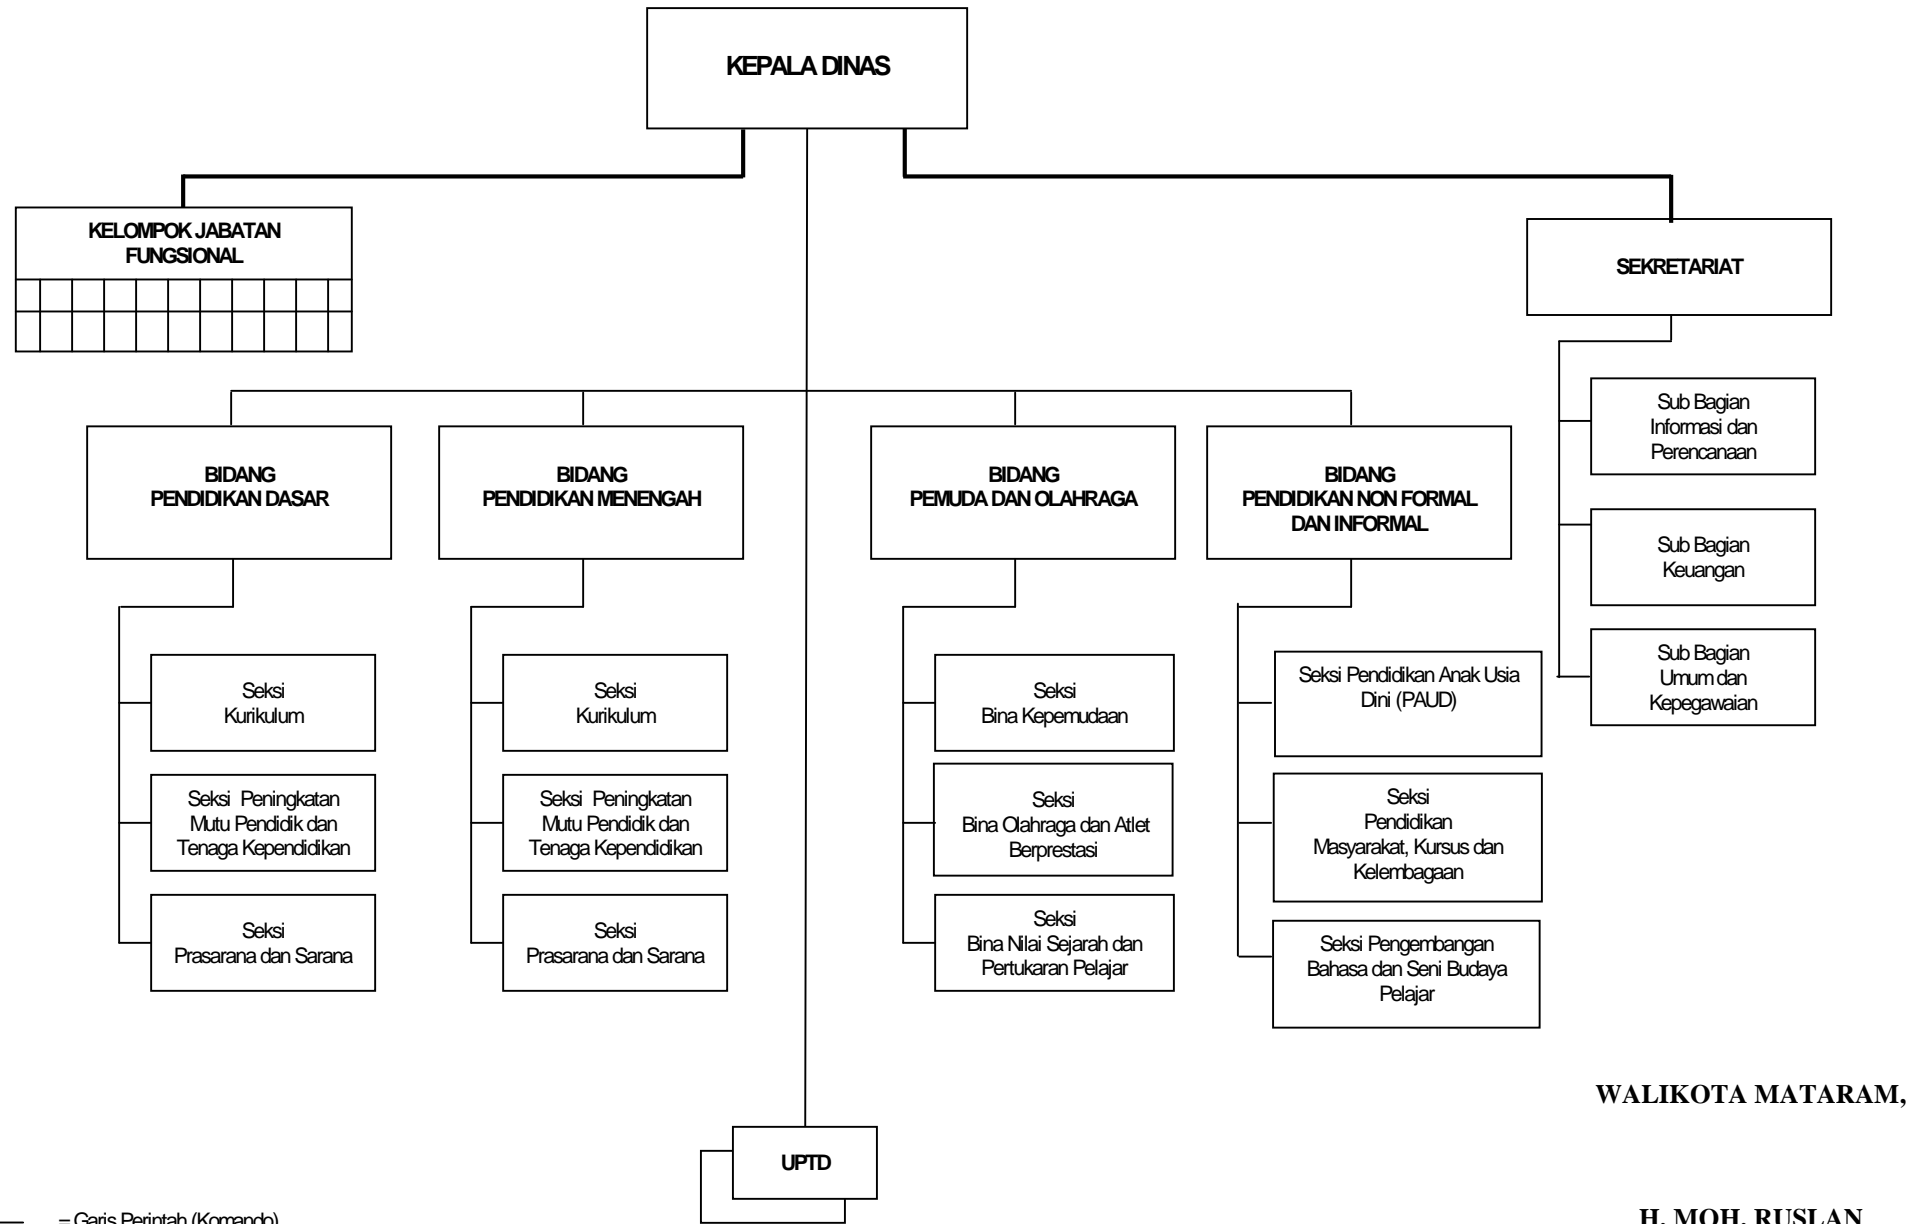 KEPALA DINAS
KELOMPOK JABATAN
FUNGSIONAL
SEKRETARIAT
Sub Bagian
Informasi dan
Perencanaan
Sub Bagian
Keuangan
Sub Bagian
Umum dan
Kepegawaian
BIDANG
PENDIDIKAN DASAR
BIDANG
PENDIDIKAN MENENGAH
BIDANG
PEMUDA DAN OLAHRAGA
BIDANG
PENDIDIKAN NON FORMAL
DAN INFORMAL
Seksi
Kurikulum
Seksi Peningkatan
Mutu Pendidik dan
Tenaga Kependidikan
Seksi
Prasarana dan Sarana
Seksi
Kurikulum
Seksi Peningkatan
Mutu Pendidik dan
Tenaga Kependidikan
Seksi
Prasarana dan Sarana
Seksi
Bina Kepemudaan
Seksi
Bina Olahraga dan Atlet
Berprestasi
Seksi
Bina Nilai Sejarah dan
Pertukaran Pelajar
Seksi Pendidikan Anak Usia
Dini (PAUD)
Seksi
Pendidikan
Masyarakat, Kursus dan
Kelembagaan
Seksi Pengembangan
Bahasa dan Seni Budaya
Pelajar
UPTD
WALIKOTA MATARAM,
= Garis Perintah (Komando)
H. MOH. RUSLAN